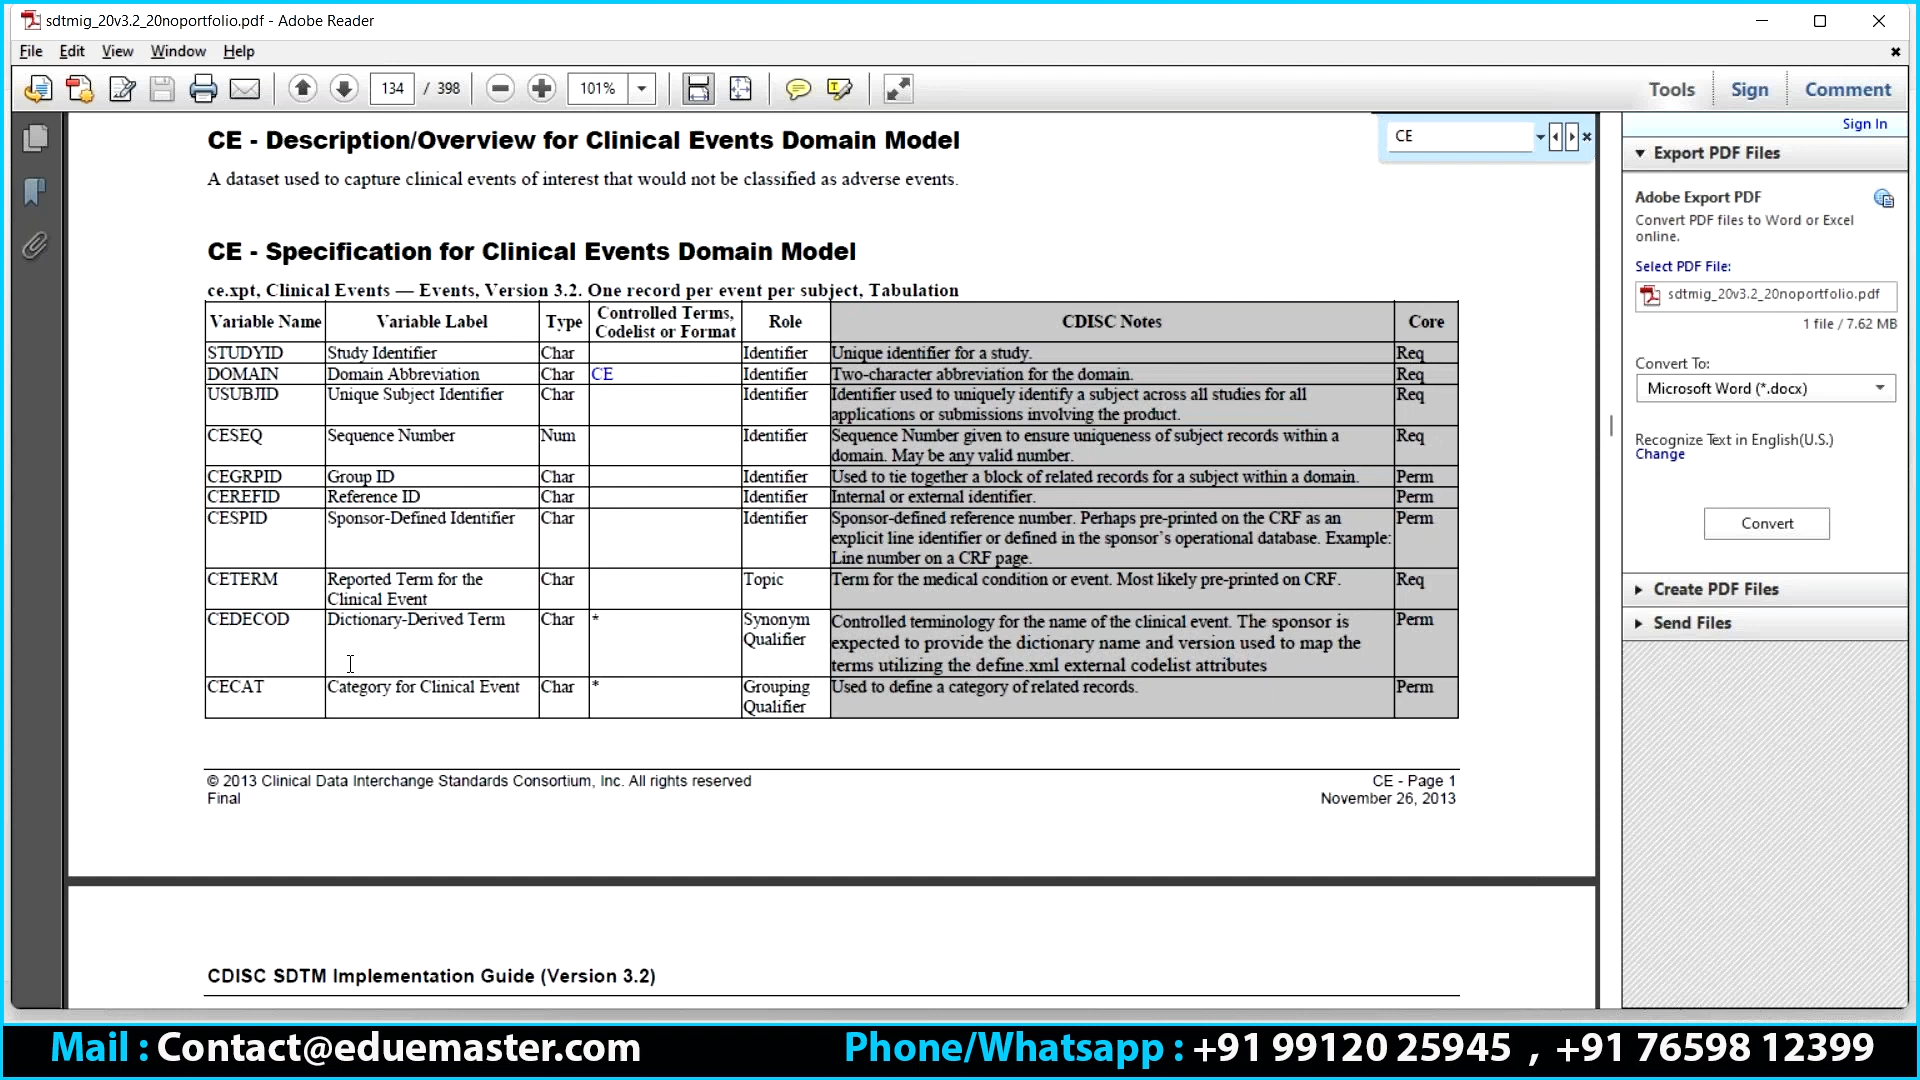 sdtmig_20v3.2_20noportfolio.pdf - Adobe Reader
File Edit View Window Help
134 / 398 101% Tools Sign Comment
CE
Sign In
CE - Description/Overview for Clinical Events Domain Model
A dataset used to capture clinical events of interest that would not be classified as adverse events.
CE - Specification for Clinical Events Domain Model
ce.xpt, Clinical Events — Events, Version 3.2. One record per event per subject, Tabulation
Variable Name Variable Label Type Controlled Terms, Codelist or Format Role CDISC Notes Core
STUDYID Study Identifier Char Identifier Unique identifier for a study. Req
DOMAIN Domain Abbreviation Char CE Identifier Two-character abbreviation for the domain. Req
USUBJID Unique Subject Identifier Char Identifier Identifier used to uniquely identify a subject across all studies for all Req
applications or submissions involving the product.
CESEQ Sequence Number Num Identifier Sequence Number given to ensure uniqueness of subject records within a Req
domain. May be any valid number.
CEGRPID Group ID Char Identifier Used to tie together a block of related records for a subject within a domain. Perm
CEREFID Reference ID Char Identifier Internal or external identifier. Perm
CESPID Sponsor-Defined Identifier Char Identifier Sponsor-defined reference number. Perhaps pre-printed on the CRF as an Perm
explicit line identifier or defined in the sponsor's operational database. Example:
Line number on a CRF page.
CETERM Reported Term for the Char Topic Term for the medical condition or event. Most likely pre-printed on CRF. Req
Clinical Event
CEDECOD Dictionary-Derived Term Char * Synonym Controlled terminology for the name of the clinical event. The sponsor is Perm
Qualifier expected to provide the dictionary name and version used to map the
terms utilizing the define.xml external codelist attributes
CECAT Category for Clinical Event Char * Grouping Used to define a category of related records. Perm
Qualifier
© 2013 Clinical Data Interchange Standards Consortium, Inc. All rights reserved CE - Page 1
Final November 26, 2013
CDISC SDTM Implementation Guide (Version 3.2)
Export PDF Files
Adobe Export PDF
Convert PDF files to Word or Excel
online.
Select PDF File:
sdtmig_20v3.2_20noportfolio.pdf
1 file / 7.62 MB
Convert To:
Microsoft Word (*.docx)
Recognize Text in English(U.S.)
Change
Convert
Create PDF Files
Send Files
Mail : Contact@eduemaster.com Phone/Whatsapp : +91 99120 25945 , +91 76598 12399